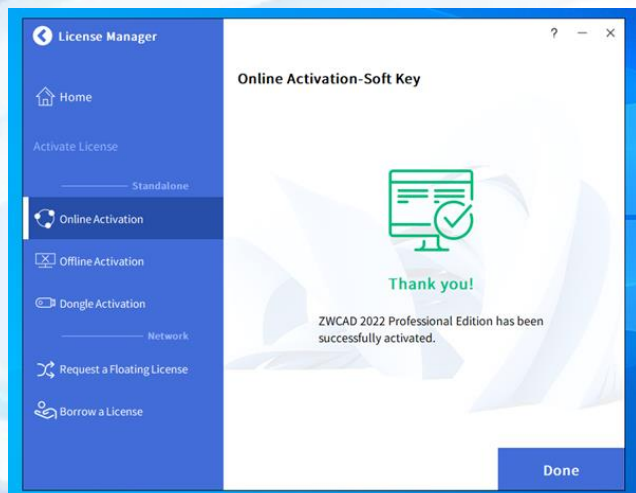 License Manager
? — ×
Home
Activate License
Standalone
Online Activation
Offline Activation
Dongle Activation
Network
Request a Floating License
Borrow a License
Online Activation-Soft Key
Thank you!
ZWCAD 2022 Professional Edition has been
successfully activated.
Done